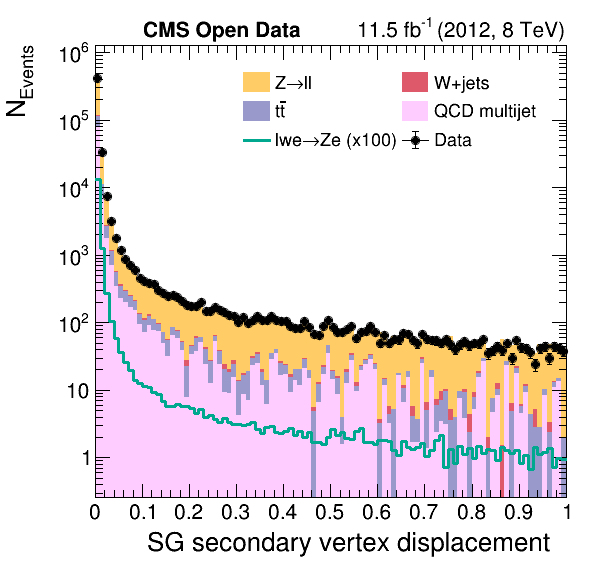 CMS Open Data
11.5 fb⁻¹ (2012, 8 TeV)
N_Events
10⁶
10⁵
10⁴
10³
10²
10
1
Z→ll
W+jets
tt̄
QCD multijet
lwe→Ze (x100)
Data
0 0.1 0.2 0.3 0.4 0.5 0.6 0.7 0.8 0.9 1
SG secondary vertex displacement